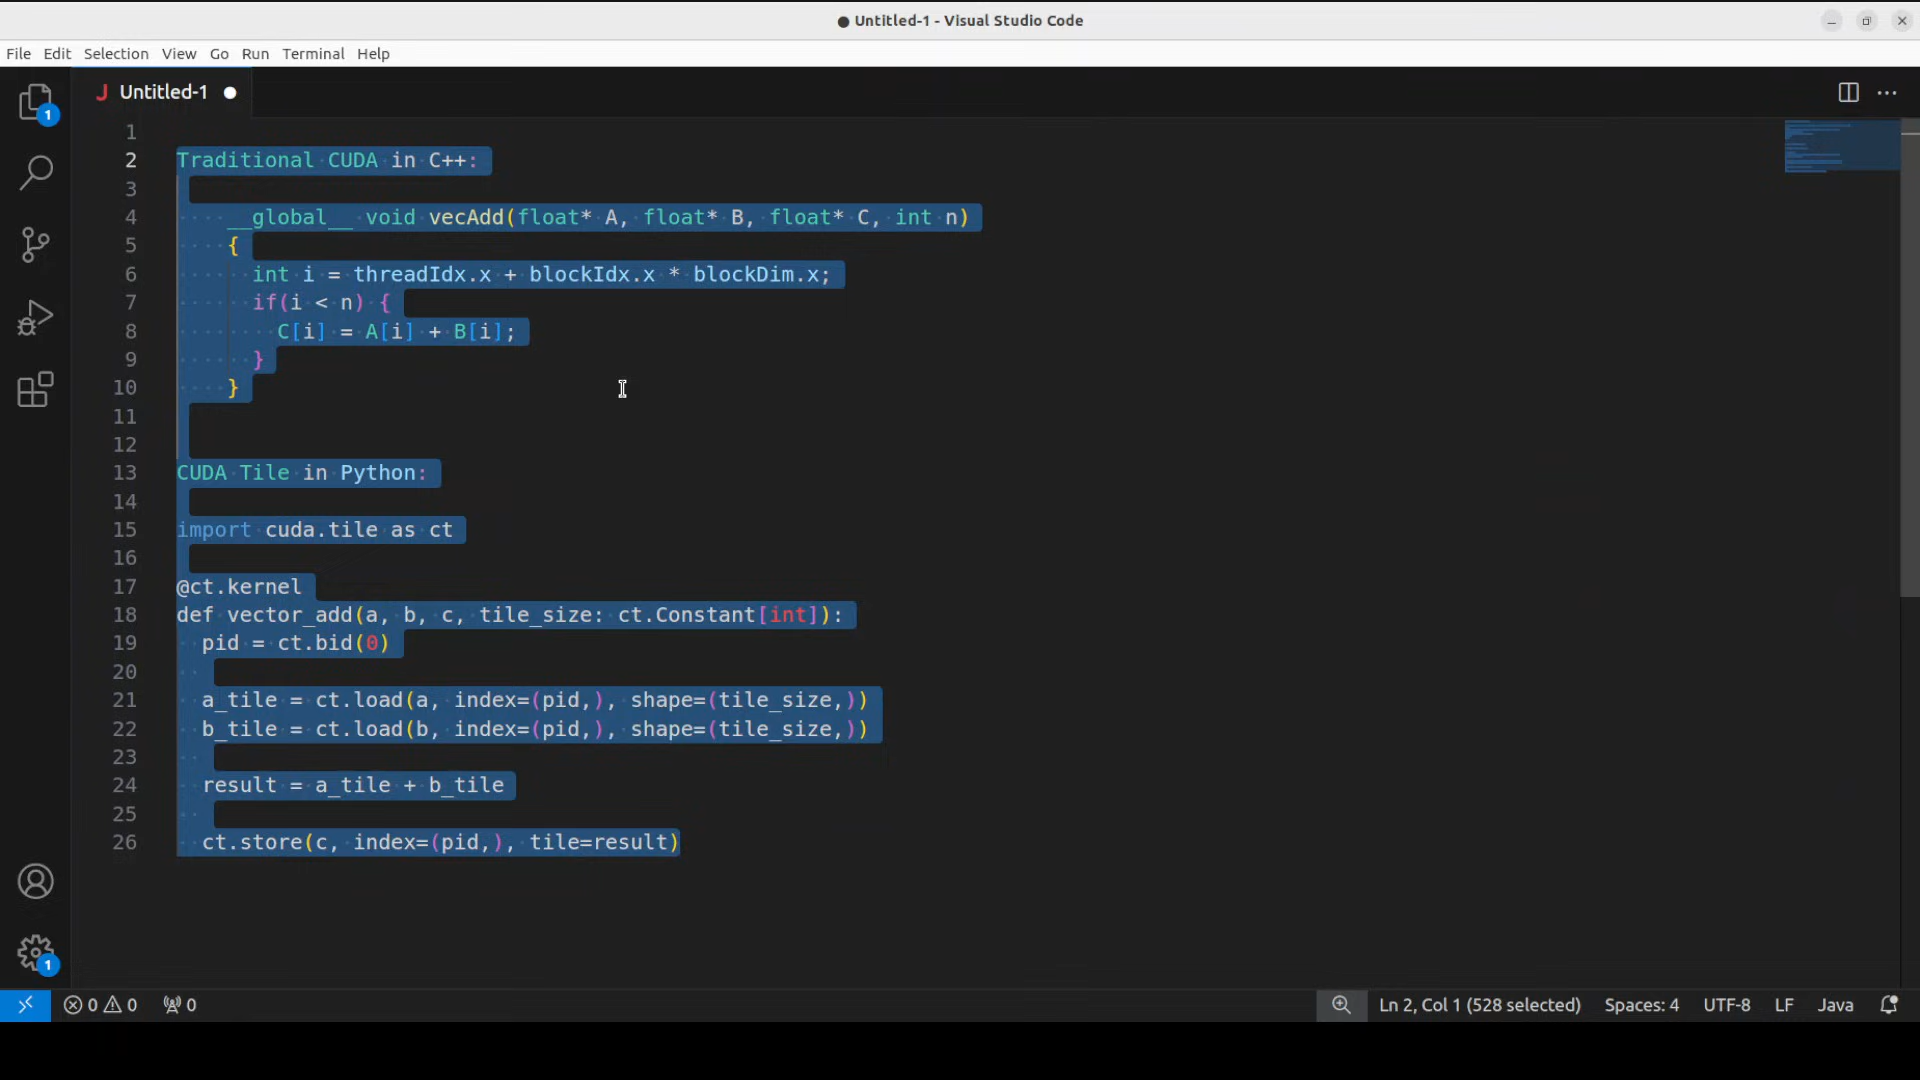 ● Untitled-1 - Visual Studio Code
File Edit Selection View Go Run Terminal Help
1
J Untitled-1 ●
1
2 Traditional CUDA in C++:
3
4     __global__ void vecAdd(float* A, float* B, float* C, int n)
5     {
6       int i = threadIdx.x + blockIdx.x * blockDim.x;
7       if(i < n) {
8         C[i] = A[i] + B[i];
9       }
10     }
11
12
13 CUDA Tile in Python:
14
15 import cuda.tile as ct
16
17 @ct.kernel
18 def vector_add(a, b, c, tile_size: ct.Constant[int]):
19   pid = ct.bid(0)
20
21   a_tile = ct.load(a, index=(pid,), shape=(tile_size,))
22   b_tile = ct.load(b, index=(pid,), shape=(tile_size,))
23
24   result = a_tile + b_tile
25
26   ct.store(c, index=(pid,), tile=result)
1
0 0 0 Ln 2, Col 1 (528 selected) Spaces: 4 UTF-8 LF Java